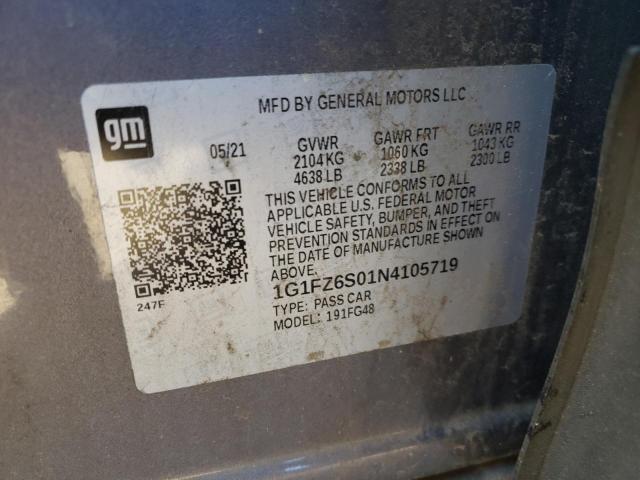 MFD BY GENERAL MOTORS LLC
gm
05/21
GVWR GAWR FRT GAWR RR
2104 KG 1060 KG 1043 KG
4638 LB 2338 LB 2300 LB
THIS VEHICLE CONFORMS TO ALL
APPLICABLE U.S. FEDERAL MOTOR
VEHICLE SAFETY, BUMPER, AND THEFT
PREVENTION STANDARDS IN EFFECT ON
THE DATE OF MANUFACTURE SHOWN
ABOVE.
1G1FZ6S01N4105719
TYPE: PASS CAR
MODEL: 191FG48
247F